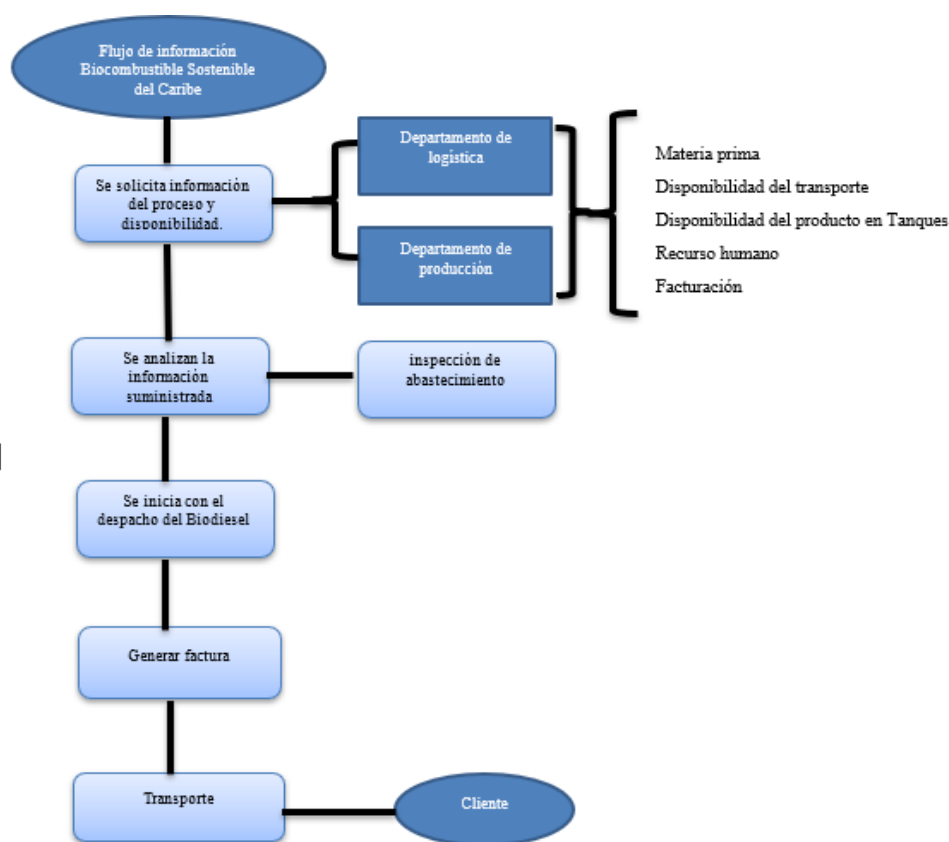 Flujo de información
Biocombustible Sostenible
del Caribe
Se solicita información
del proceso y
disponibilidad.
Departamento de
logística
Departamento de
producción
Materia prima
Disponibilidad del transporte
Disponibilidad del producto en Tanques
Recurso humano
Facturación
Se analizan la
información
suministrada
inspección de
abastecimiento
Se inicia con el
despacho del Biodiesel
Generar factura
Transporte
Cliente